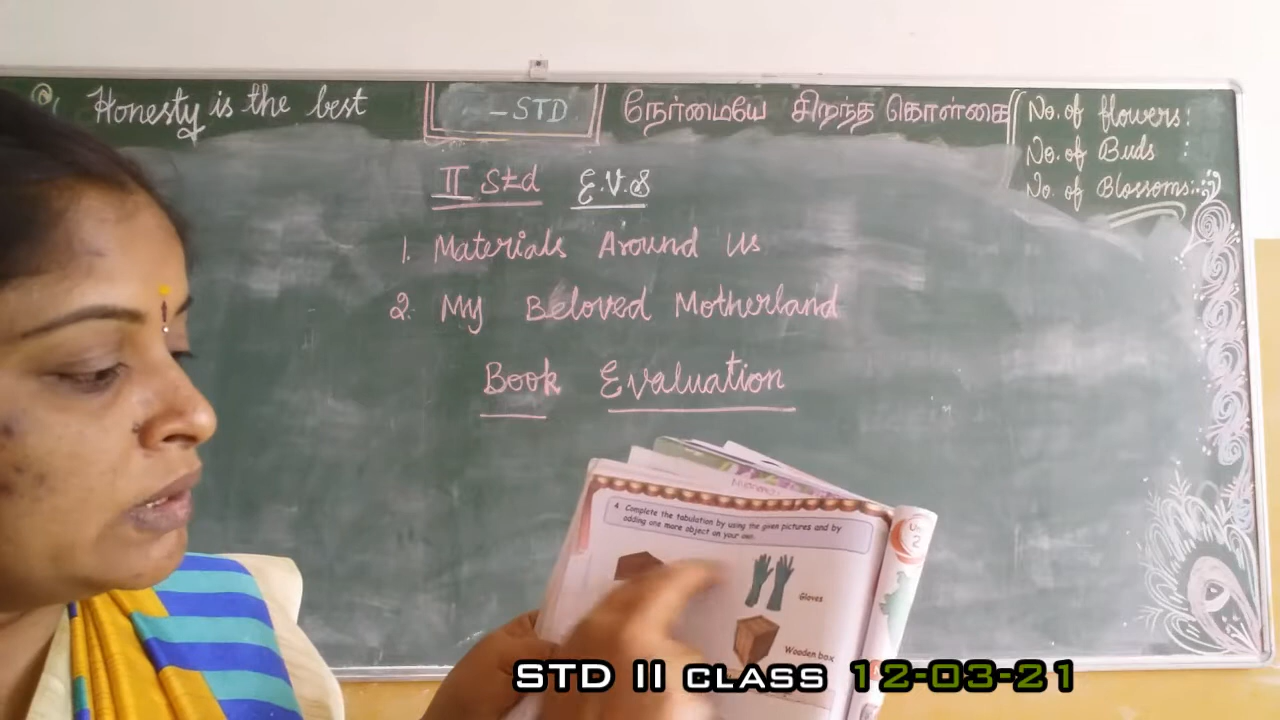 Honesty is the best
-STD
நேர்மையே சிறந்த கொள்கை
No. of flowers:
No. of Buds :
No. of Blossoms:
II Std E.V.S
1. Materials Around Us
2. My Beloved Motherland
Book Evaluation
4. Complete the tabulation by using the given pictures and by
adding one more object on your own.
Gloves
Wooden box
2
STD II CLASS 12-03-21